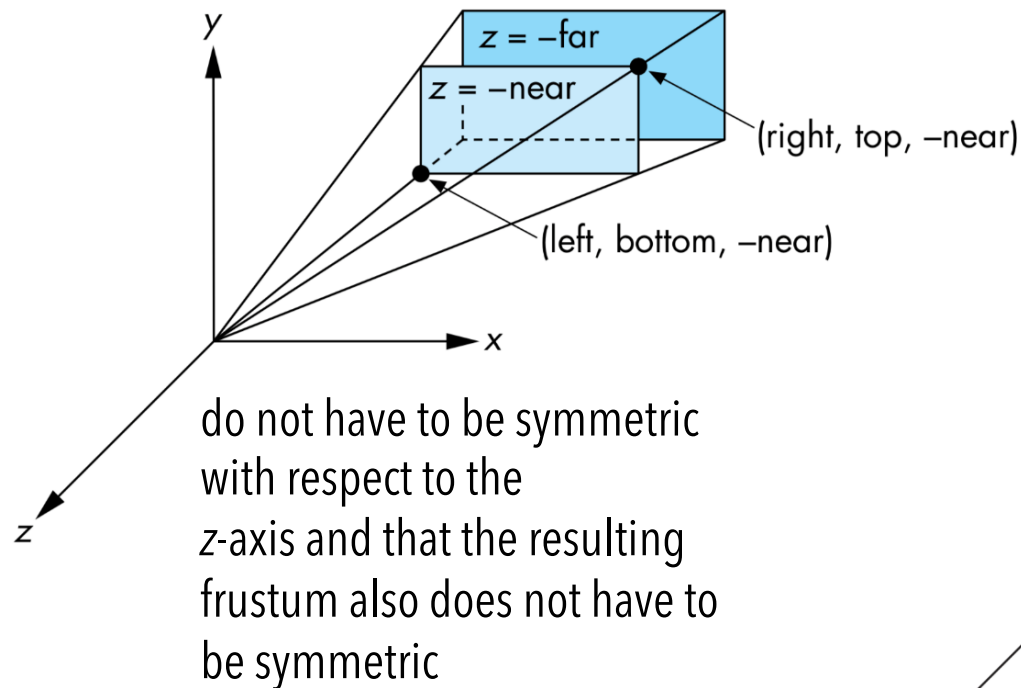 y
z = –far
z = –near
(right, top, –near)
(left, bottom, –near)
x
z
do not have to be symmetric
with respect to the
z-axis and that the resulting
frustum also does not have to
be symmetric